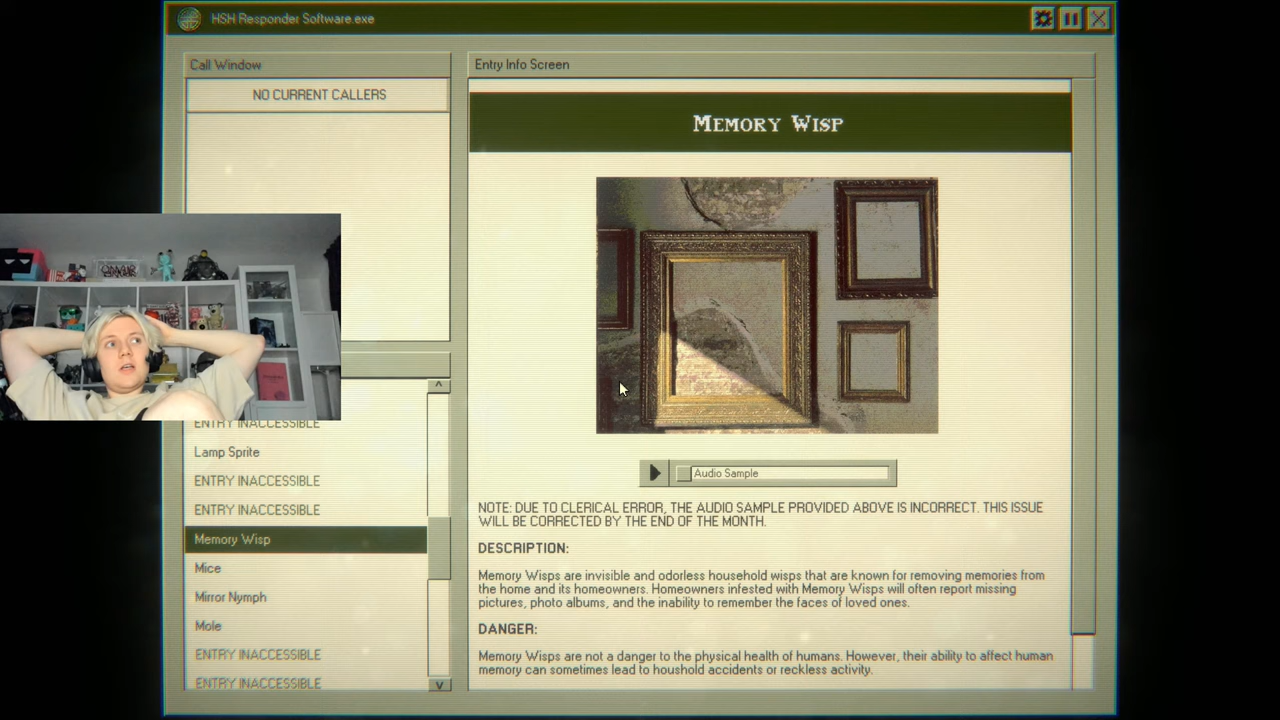 HSH Responder Software.exe
Call Window
NO CURRENT CALLERS
ENTRY INACCESSIBLE
Lamp Sprite
ENTRY INACCESSIBLE
ENTRY INACCESSIBLE
Memory Wisp
Mice
Mirror Nymph
Mole
ENTRY INACCESSIBLE
ENTRY INACCESSIBLE
Entry Info Screen
Memory Wisp
Audio Sample
NOTE: DUE TO CLERICAL ERROR, THE AUDIO SAMPLE PROVIDED ABOVE IS INCORRECT. THIS ISSUE
WILL BE CORRECTED BY THE END OF THE MONTH.
DESCRIPTION:
Memory Wisps are invisible and odorless household wisps that are known for removing memories from
the home and its homeowners. Homeowners infested with Memory Wisps will often report missing
pictures, photo albums, and the inability to remember the faces of loved ones.
DANGER:
Memory Wisps are not a danger to the physical health of humans. However, their ability to affect human
memory can sometimes lead to houshold accidents or reckless activity.